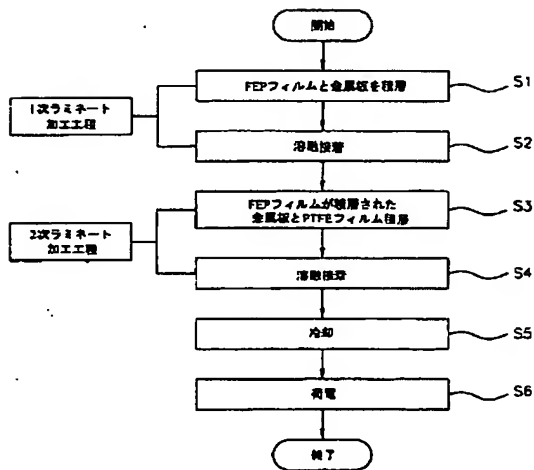 開始
FEPフィルムと金属板を積層
S1
1次ラミネート
加工工程
溶融接着
S2
FEPフィルムが積層された
金属板とPTFEフィルム積層
S3
2次ラミネート
加工工程
溶融接着
S4
冷却
S5
荷電
S6
終了